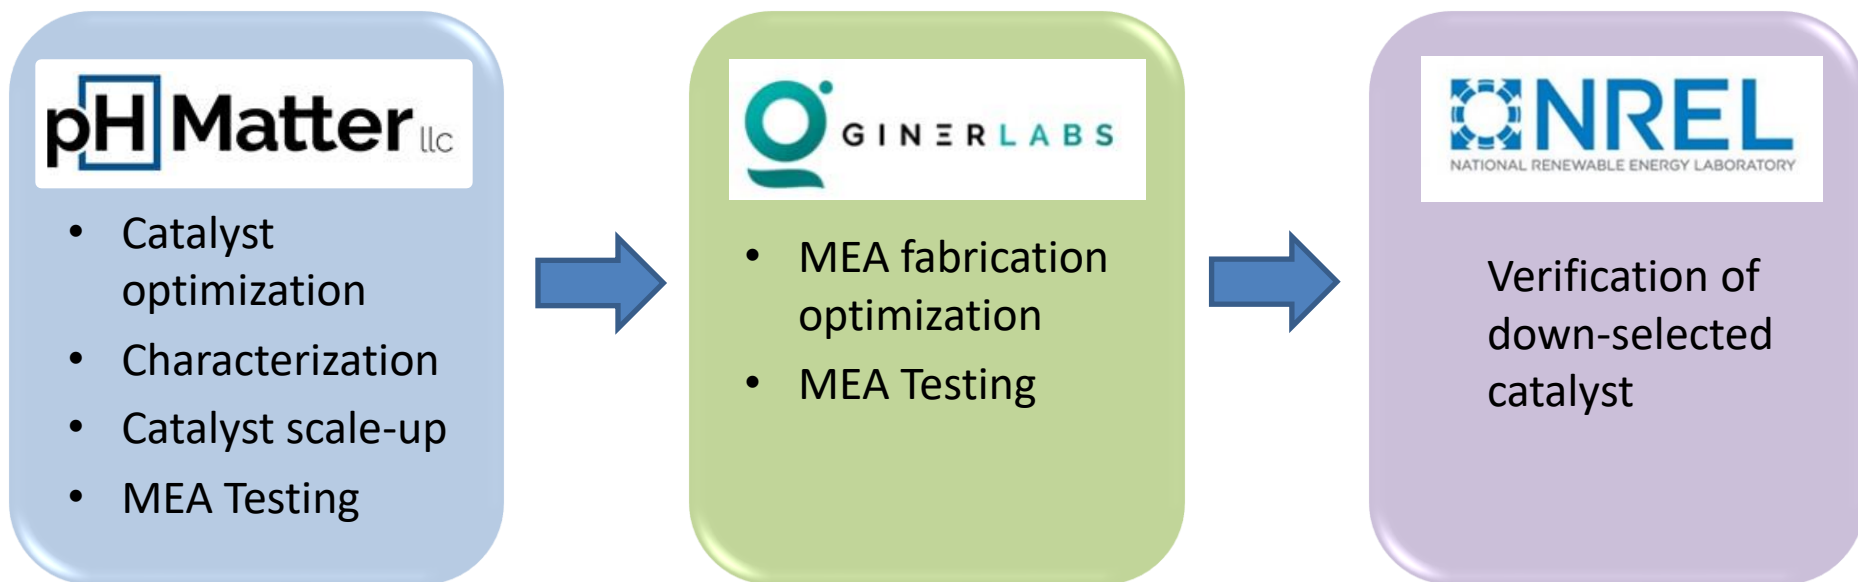 pH Matter llc
• Catalyst
optimization
• Characterization
• Catalyst scale-up
• MEA Testing
GINΞRLABS
• MEA fabrication
optimization
• MEA Testing
NREL
NATIONAL RENEWABLE ENERGY LABORATORY
Verification of
down-selected
catalyst